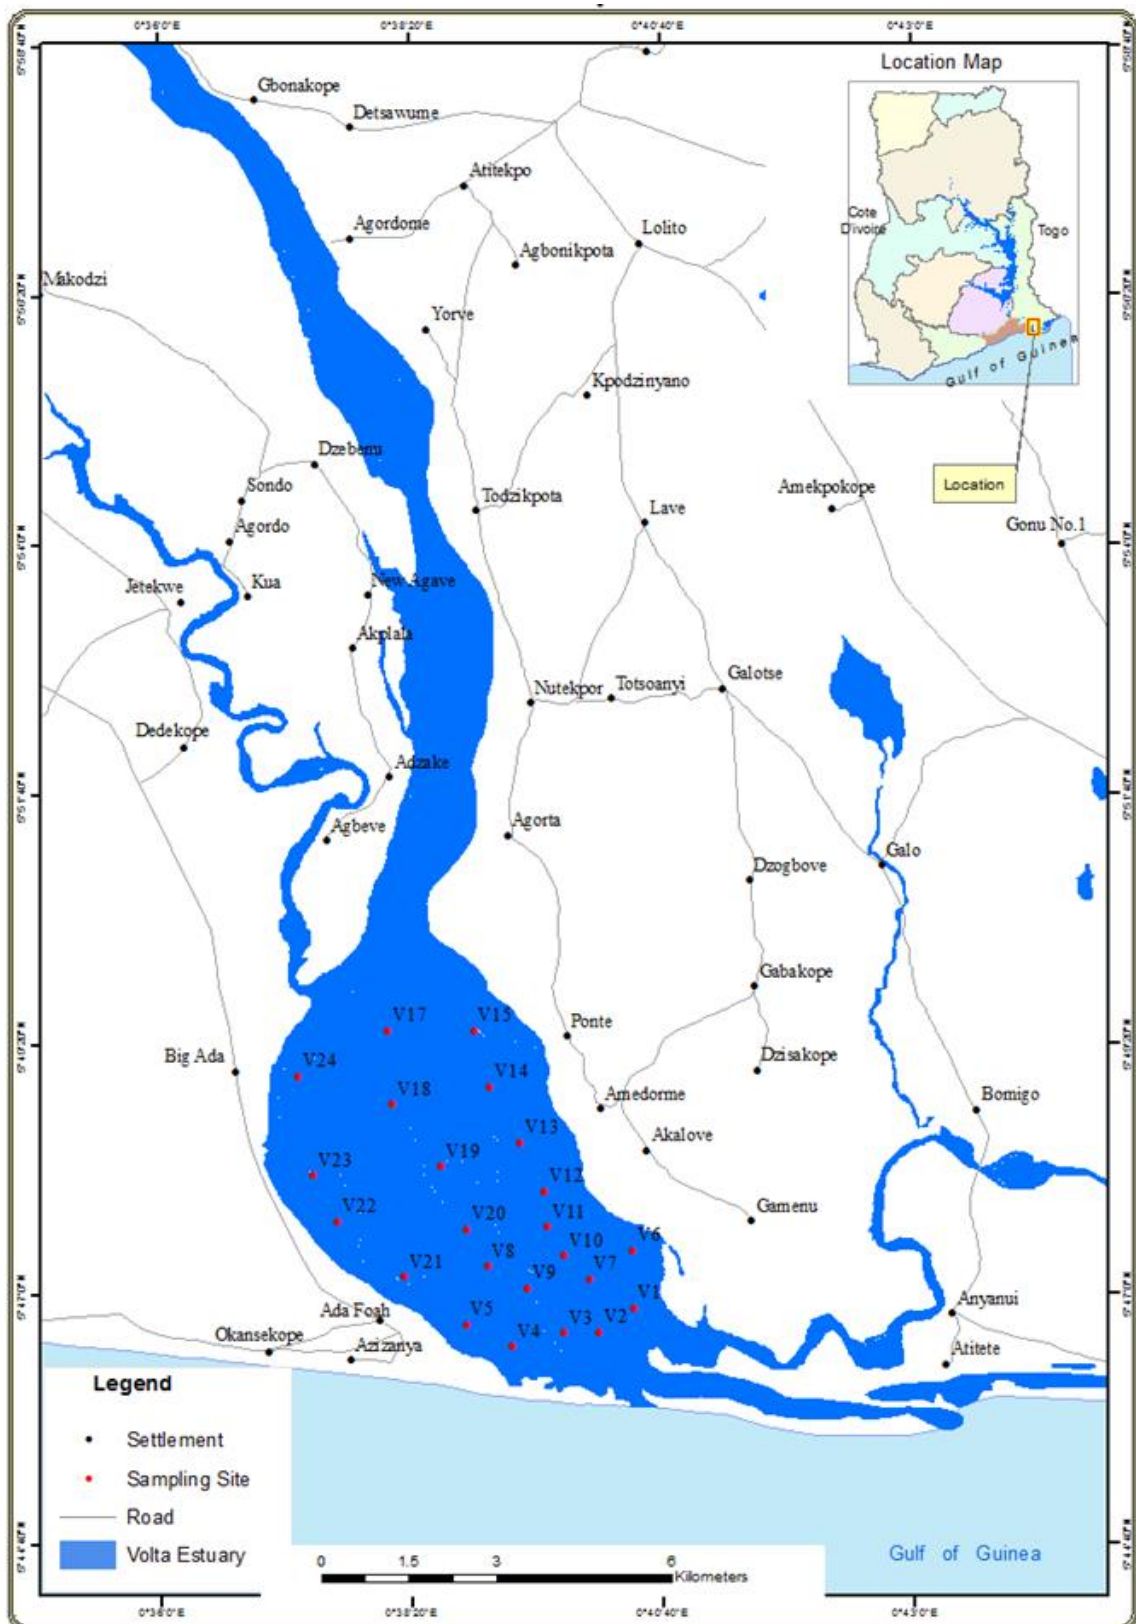 0°36'0"E 0°38'20"E 0°40'40"E 0°43'0"E
Location Map
Gbonakope
Detsawume
Atitekpo
Agordome
Lolito
Agbonikpota
Cote
D'ivoire
Togo
Makodzi
Yorve
Gulf of Guinea
Kpodzinyano
Dzebenu
Location
Sondo
Todzikpota
Lave
Amekpokope
Gonu No.1
Agordo
Jetekwe
Kua
New Agave
Akplala
Nutekpor
Totsoanyi
Galotse
Dedekope
Adzake
Agbeve
Agorta
Galo
Dzogbove
Gabakope
V17
V15
Ponte
Big Ada
V24
V14
Dzisakope
V18
Amedorme
Bomigo
V13
Akalove
V19
V23
V12
V22
V20
V11
Gamenu
V8
V10
V6
V21
V9
V7
V5
V4
V3
V2
V1
Ada Foah
Anyanui
Okansekope
Azizanya
Atitete
Legend
Settlement
Sampling Site
Road
Volta Estuary
0 1.5 3 6
Kilometers
Gulf of Guinea
0°36'0"E 0°38'20"E 0°40'40"E 0°43'0"E